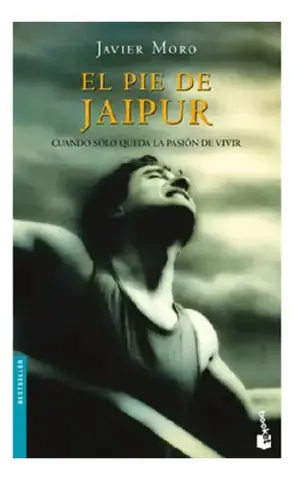 JAVIER MORO
EL PIE DE
JAIPUR
CUANDO SÓLO QUEDA LA PASIÓN DE VIVIR
BESTSELLER
booket